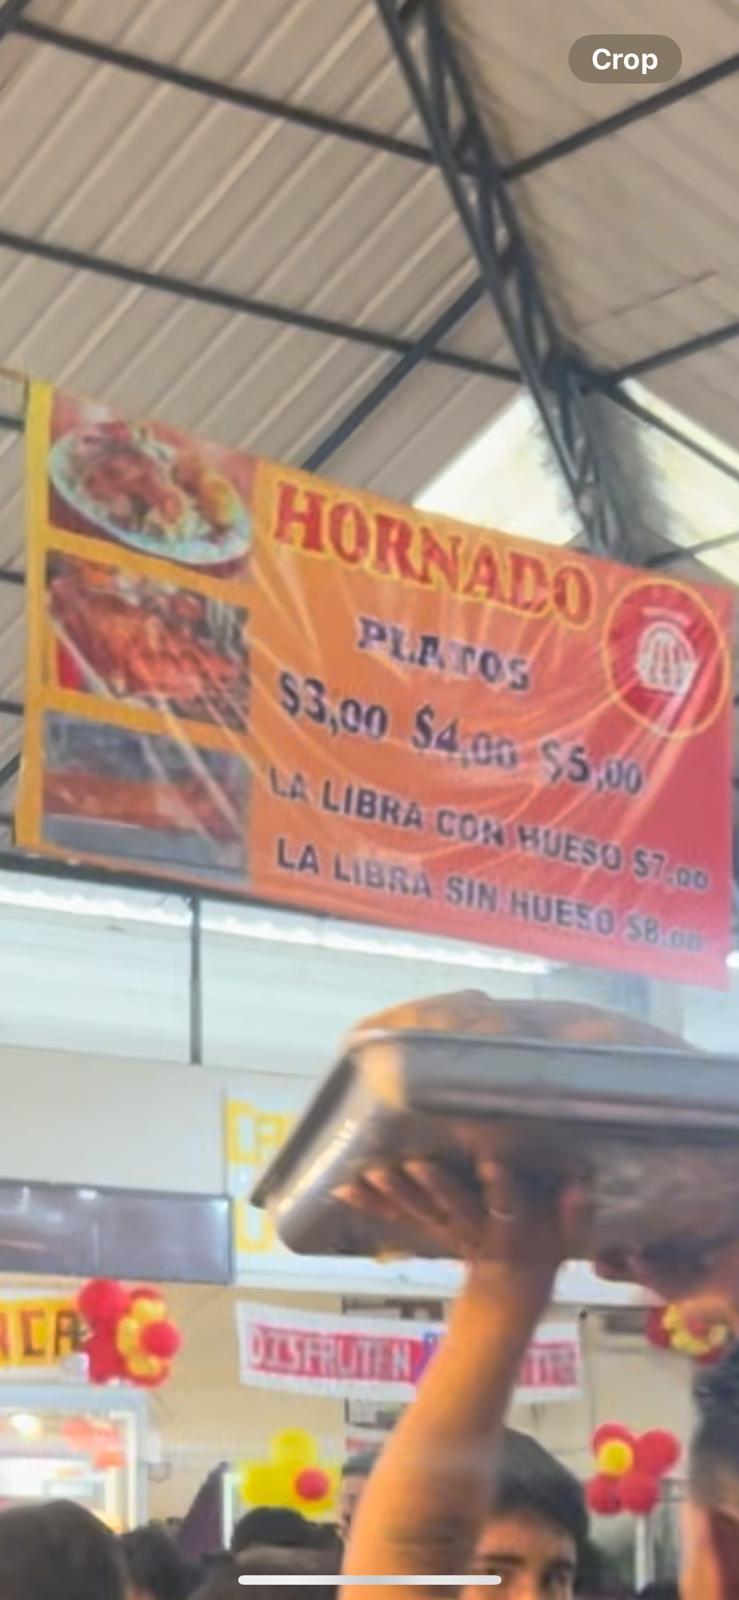 Crop
HORNADO
PLATOS
$3,00 $4,00 $5,00
LA LIBRA CON HUESO $7,00
LA LIBRA SIN HUESO $8,00
DISFRUTEN